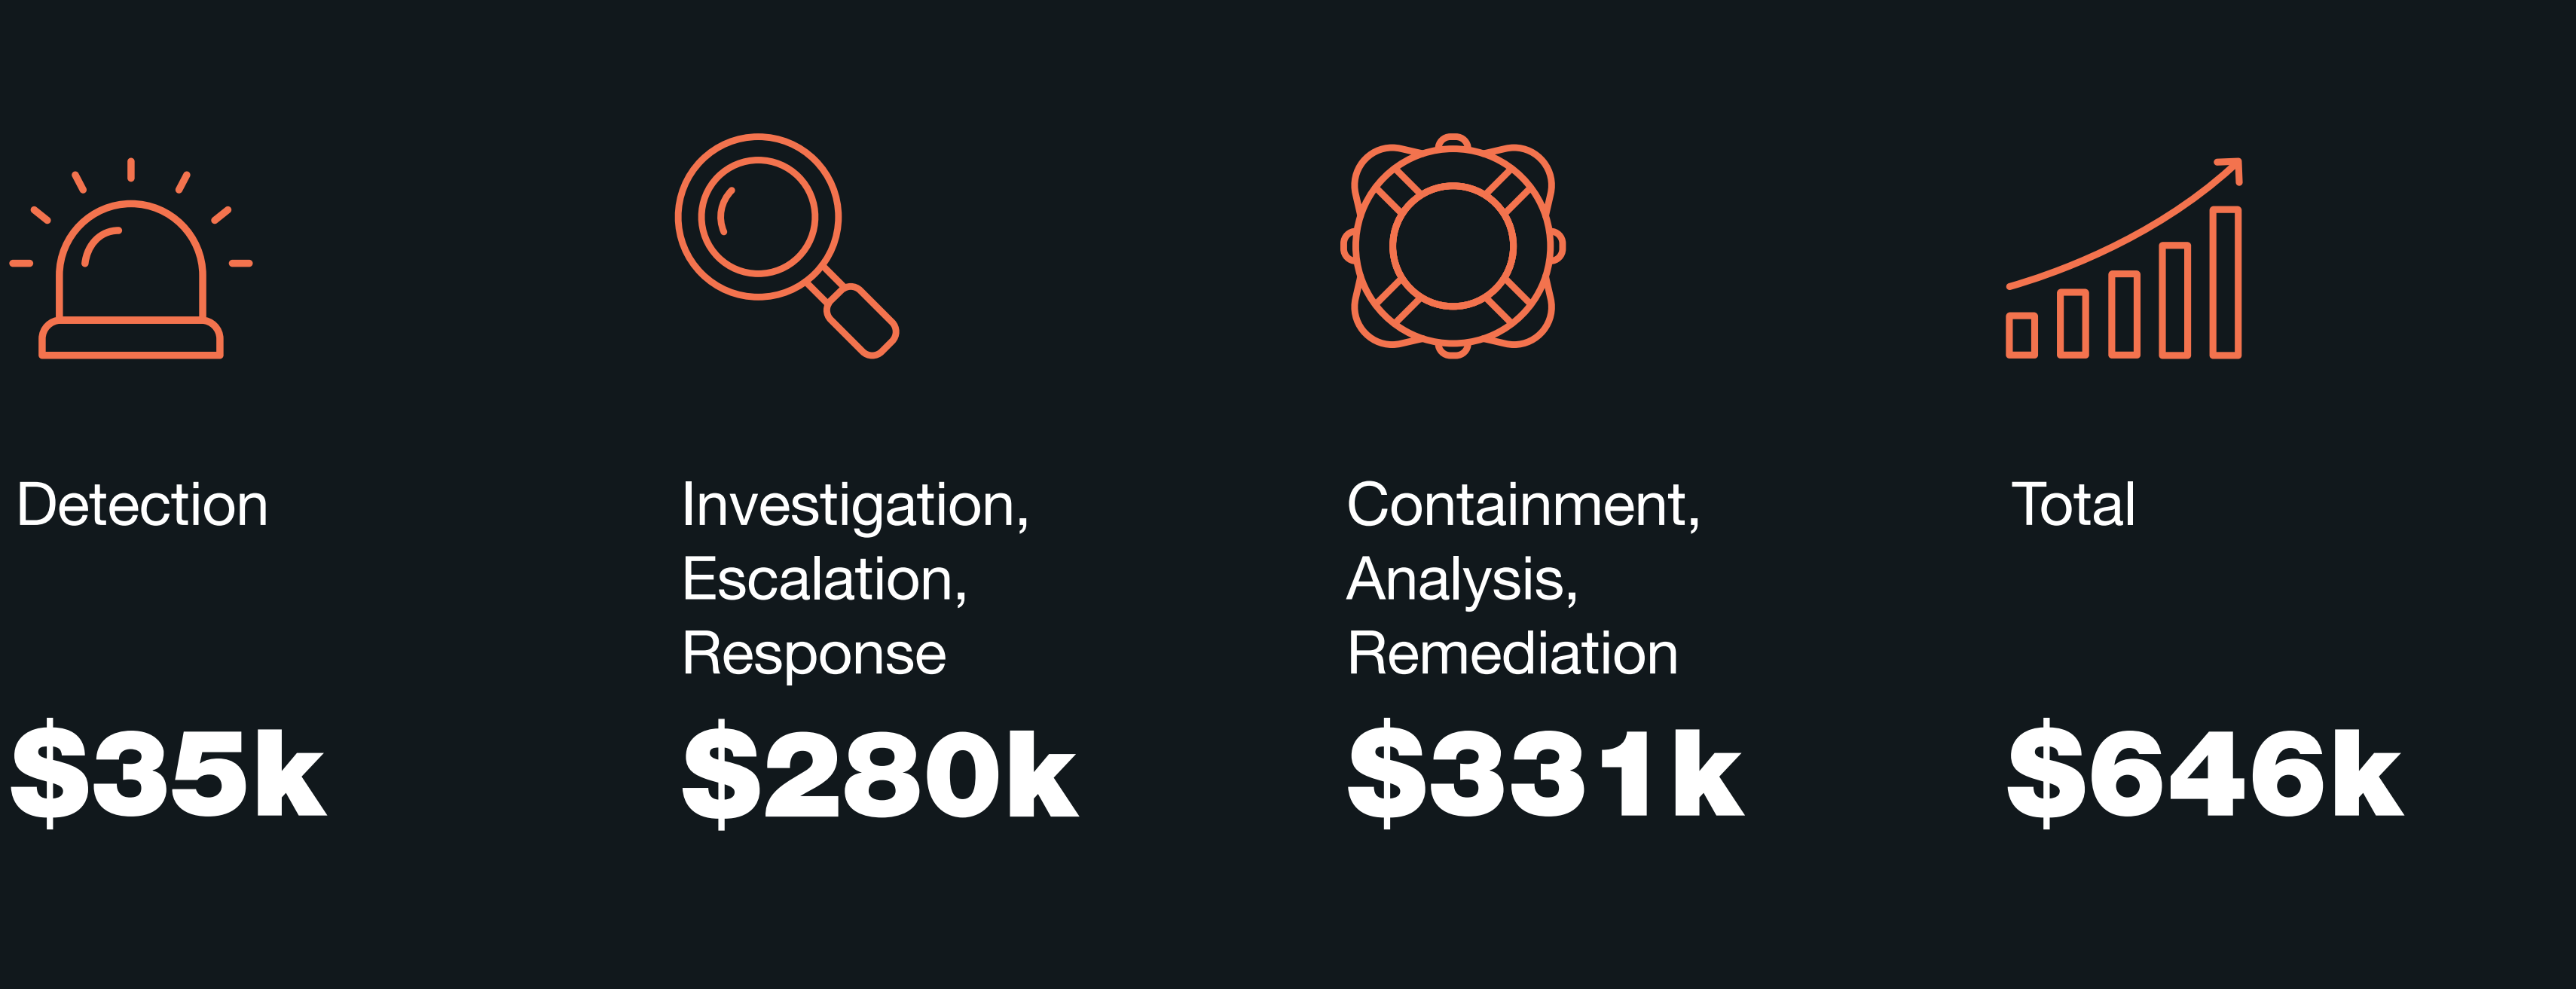 Detection
$35k
Investigation,
Escalation,
Response
$280k
Containment,
Analysis,
Remediation
$331k
Total
$646k